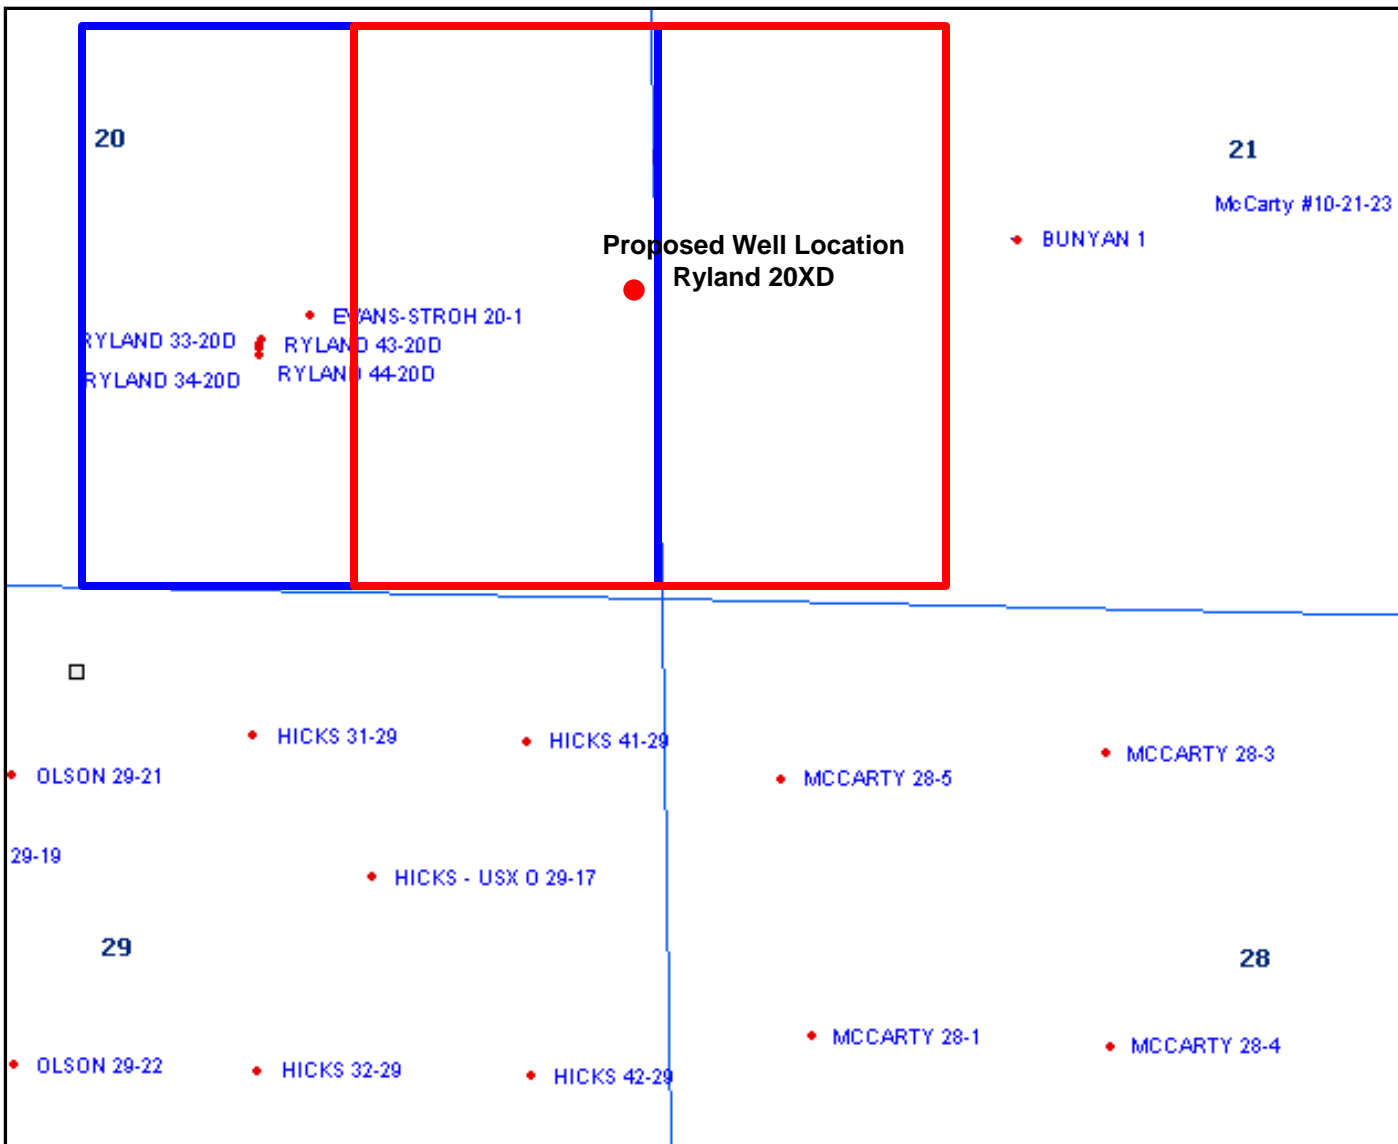 20
21
McCarty #10-21-23
Proposed Well Location
Ryland 20XD
BUNYAN 1
EVANS-STROH 20-1
RYLAND 33-20D
RYLAND 43-20D
RYLAND 34-20D
RYLAND 44-20D
HICKS 31-29
HICKS 41-29
OLSON 29-21
MCCARTY 28-5
MCCARTY 28-3
29-19
HICKS - USX O 29-17
29
28
OLSON 29-22
HICKS 32-29
HICKS 42-29
MCCARTY 28-1
MCCARTY 28-4